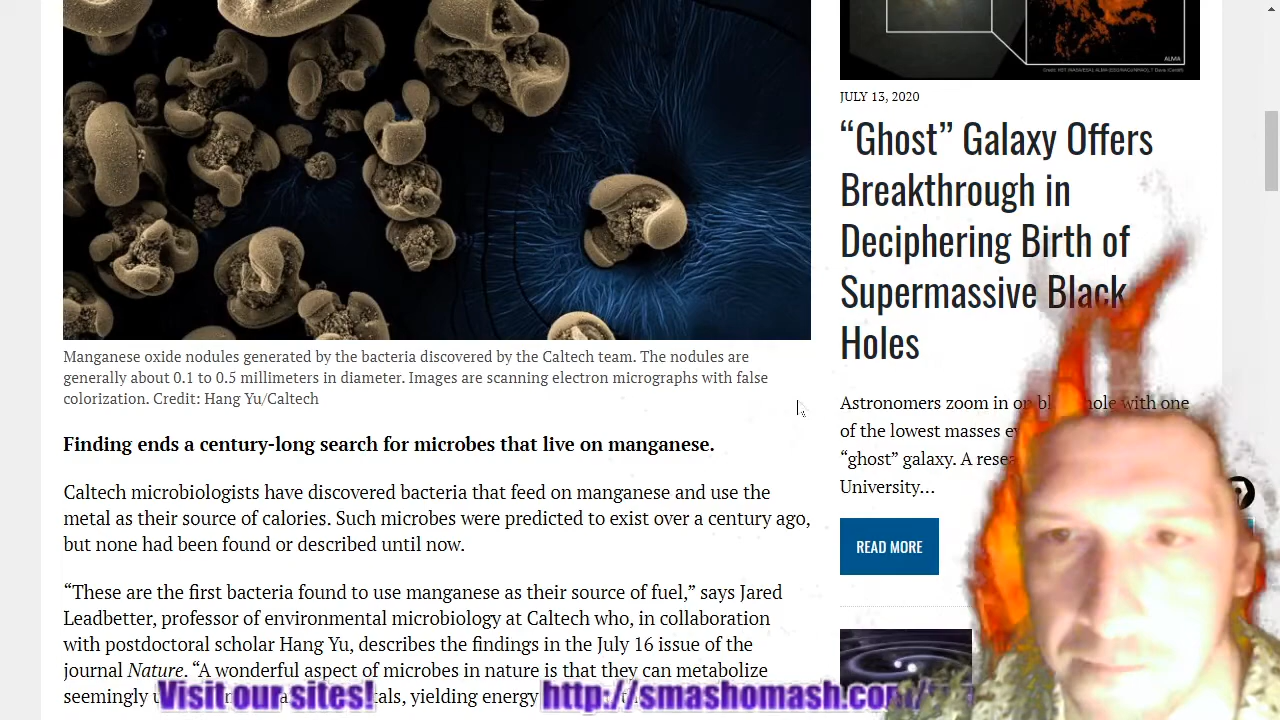 ALMA
JULY 13, 2020
“Ghost” Galaxy Offers
Breakthrough in
Deciphering Birth of
Supermassive Black
Holes
Astronomers zoom in on bl hole with one
of the lowest masses
“ghost” galaxy. A
University…
READ MORE
Manganese oxide nodules generated by the bacteria discovered by the Caltech team. The nodules are
generally about 0.1 to 0.5 millimeters in diameter. Images are scanning electron micrographs with false
colorization. Credit: Hang Yu/Caltech
Finding ends a century-long search for microbes that live on manganese.
Caltech microbiologists have discovered bacteria that feed on manganese and use the
metal as their source of calories. Such microbes were predicted to exist over a century ago,
but none had been found or described until now.
“These are the first bacteria found to use manganese as their source of fuel,” says Jared
Leadbetter, professor of environmental microbiology at Caltech who, in collaboration
with postdoctoral scholar Hang Yu, describes the findings in the July 16 issue of the
journal Nature. “A wonderful aspect of microbes in nature is that they can metabolize
seemingly yielding energy
Visit our sites! http://smashomash.com/